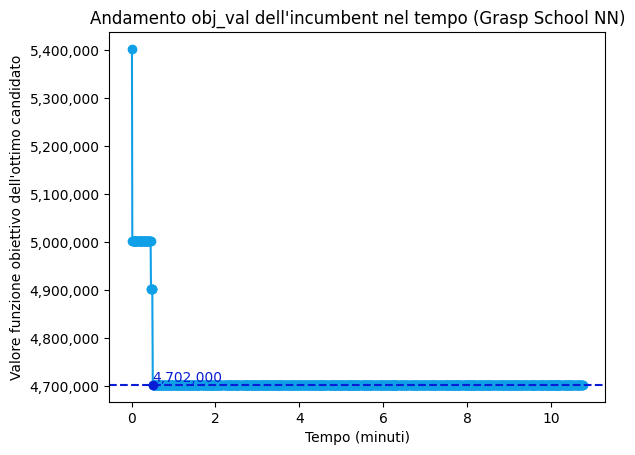 Andamento obj_val dell'incumbent nel tempo (Grasp School NN)
Valore funzione obiettivo dell'ottimo candidato
5,400,000
5,300,000
5,200,000
5,100,000
5,000,000
4,900,000
4,800,000
4,700,000
4,702,000
0 2 4 6 8 10
Tempo (minuti)